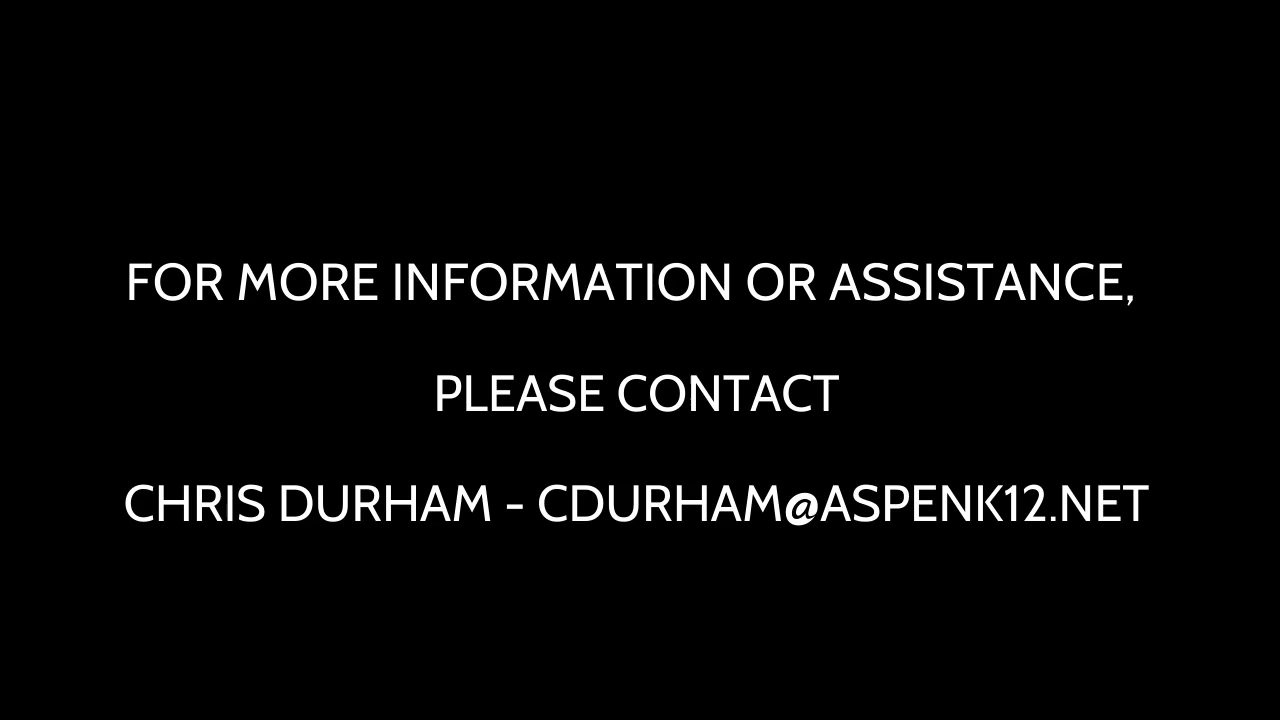 FOR MORE INFORMATION OR ASSISTANCE,
PLEASE CONTACT
CHRIS DURHAM - CDURHAM@ASPENK12.NET